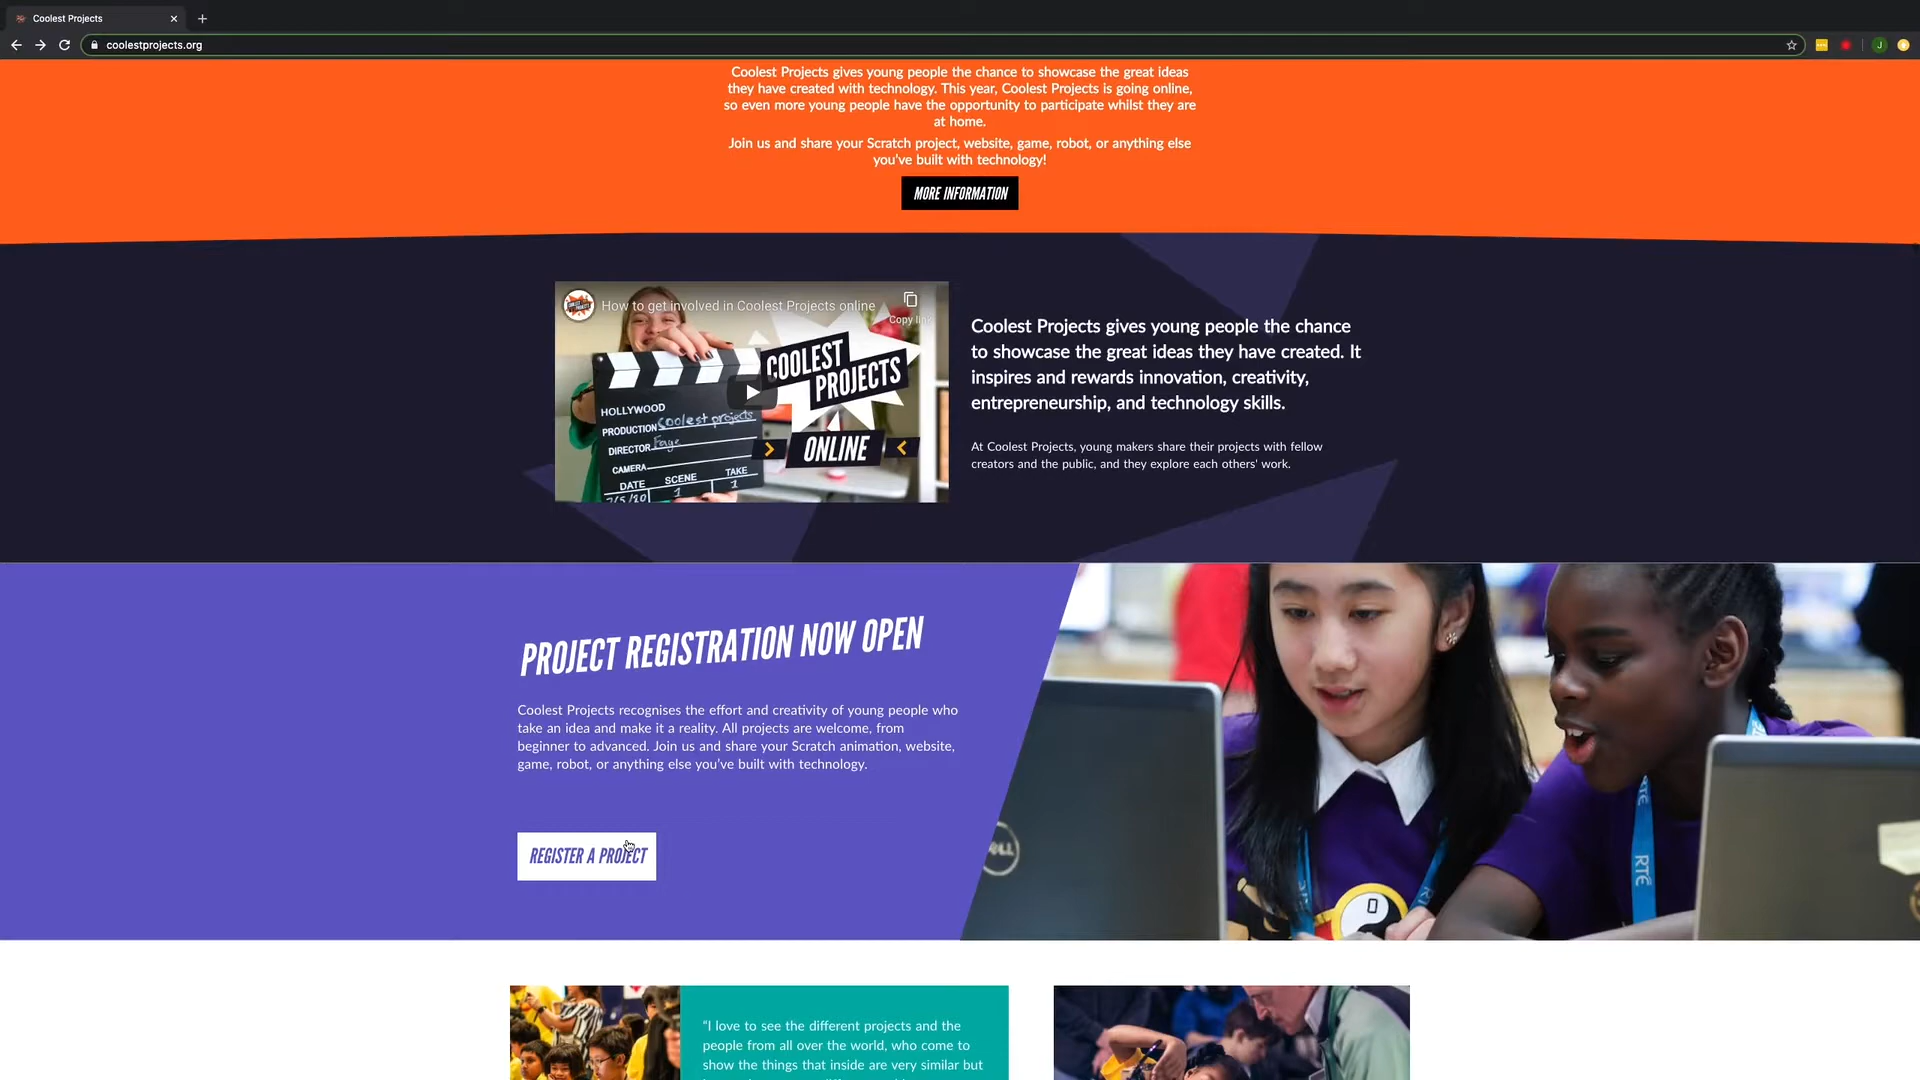 Coolest Projects
coolestprojects.org
J
Coolest Projects gives young people the chance to showcase the great ideas
they have created with technology. This year, Coolest Projects is going online,
so even more young people have the opportunity to participate whilst they are
at home.
Join us and share your Scratch project, website, game, robot, or anything else
you've built with technology!
MORE INFORMATION
How to get involved in Coolest Projects online
Copy
COOLEST
PROJECTS
ONLINE
HOLLYWOOD
PRODUCTION Coolest projects
DIRECTOR Faye
CAMERA
DATE SCENE TAKE
7/5/20 1 1
Coolest Projects gives young people the chance
to showcase the great ideas they have created. It
inspires and rewards innovation, creativity,
entrepreneurship, and technology skills.
At Coolest Projects, young makers share their projects with fellow
creators and the public, and they explore each others' work.
PROJECT REGISTRATION NOW OPEN
Coolest Projects recognises the effort and creativity of young people who
take an idea and make it a reality. All projects are welcome, from
beginner to advanced. Join us and share your Scratch animation, website,
game, robot, or anything else you've built with technology.
REGISTER A PROJECT
DELL
0
RTE
"I love to see the different projects and the
people from all over the world, who come to
show the things that inside are very similar but